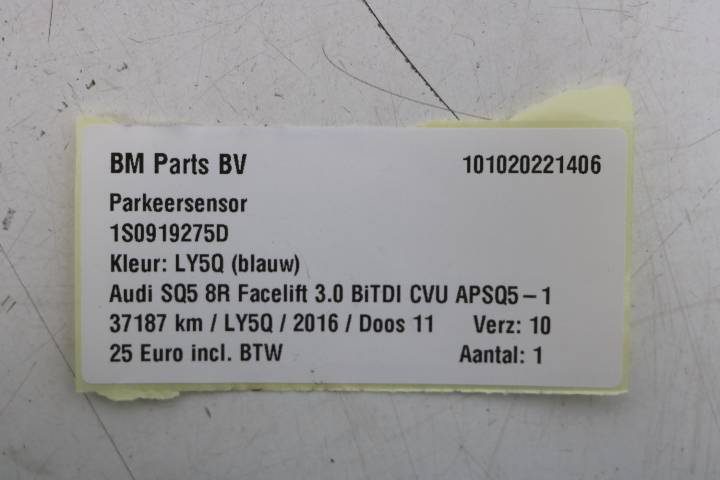 BM Parts BV 101020221406
Parkeersensor
1S0919275D
Kleur: LY5Q (blauw)
Audi SQ5 8R Facelift 3.0 BiTDI CVU APSQ5-1
37187 km / LY5Q / 2016 / Doos 11 Verz: 10
25 Euro incl. BTW Aantal: 1